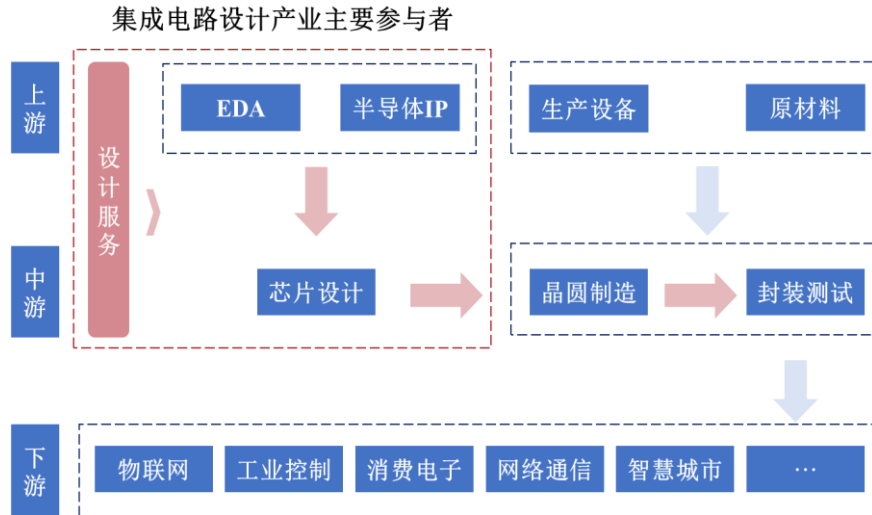 集成电路设计产业主要参与者
上游
设计服务
EDA
半导体IP
生产设备
原材料
中游
芯片设计
晶圆制造
封装测试
下游
物联网
工业控制
消费电子
网络通信
智慧城市
…